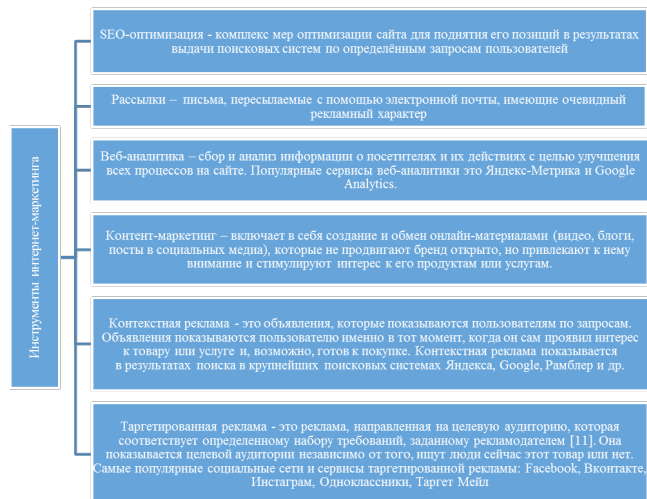 Инструменты интернет-маркетинга
SEO-оптимизация - комплекс мер оптимизации сайта для поднятия его позиций в результатах
выдачи поисковых систем по определённым запросам пользователей
Рассылки – письма, пересылаемые с помощью электронной почты, имеющие очевидный
рекламный характер
Веб-аналитика – сбор и анализ информации о посетителях и их действиях с целью улучшения
всех процессов на сайте. Популярные сервисы веб-аналитики это Яндекс-Метрика и Google
Analytics.
Контент-маркетинг – включает в себя создание и обмен онлайн-материалами (видео, блоги,
посты в социальных медиа), которые не продвигают бренд открыто, но привлекают к нему
внимание и стимулируют интерес к его продуктам или услугам.
Контекстная реклама - это объявления, которые показываются пользователям по запросам.
Объявления показываются пользователю именно в тот момент, когда он сам проявил интерес
к товару или услуге и, возможно, готов к покупке. Контекстная реклама показывается
в результатах поиска в крупнейших поисковых системах Яндекса, Google, Рамблер и др.
Таргетированная реклама - это реклама, направленная на целевую аудиторию, которая
соответствует определенному набору требований, заданному рекламодателем [11]. Она
показывается целевой аудитории независимо от того, ищут люди сейчас этот товар или нет.
Самые популярные социальные сети и сервисы таргетированной рекламы: Facebook, Вконтакте,
Инстаграм, Одноклассники, Таргет Мейл